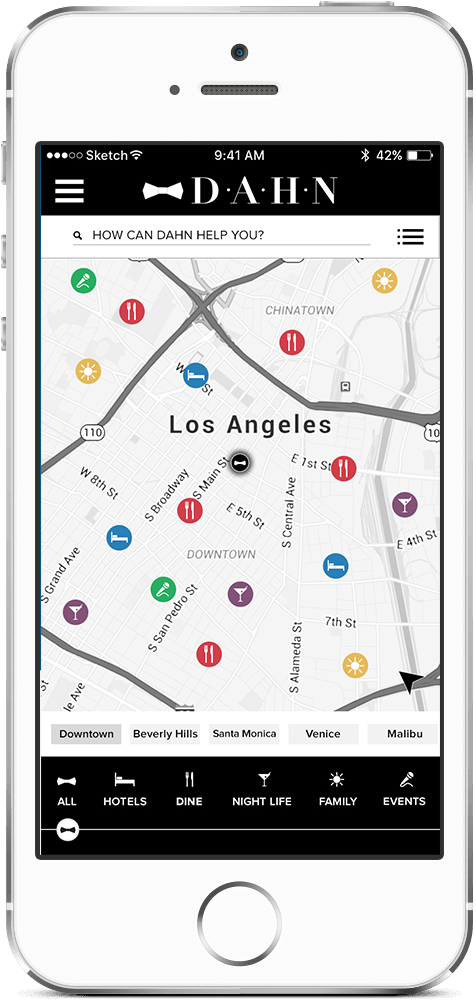 Sketch 9:41 AM 42%
D·A·H·N
HOW CAN DAHN HELP YOU?
CHINATOWN
Los Angeles
110
10
E 1st St
W 8th St
S Broadway
S Main St
E 5th St
S Central Ave
E 4th St
DOWNTOWN
S Grand Ave
S San Pedro St
7th St
S Alameda St
le Ave
Downtown Beverly Hills Santa Monica Venice Malibu
ALL HOTELS DINE NIGHT LIFE FAMILY EVENTS